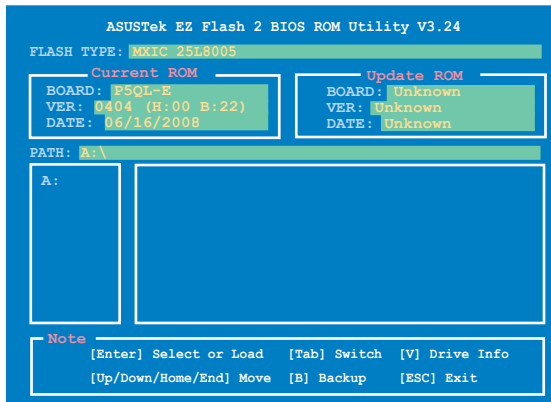 ASUSTek EZ Flash 2 BIOS ROM Utility V3.24
FLASH TYPE: MXIC 25L8005
Current ROM
BOARD: P5QL-E
VER: 0404 (H:00 B:22)
DATE: 06/16/2008
Update ROM
BOARD: Unknown
VER: Unknown
DATE: Unknown
PATH: A:\
A:
Note
[Enter] Select or Load [Tab] Switch [V] Drive Info
[Up/Down/Home/End] Move [B] Backup [ESC] Exit